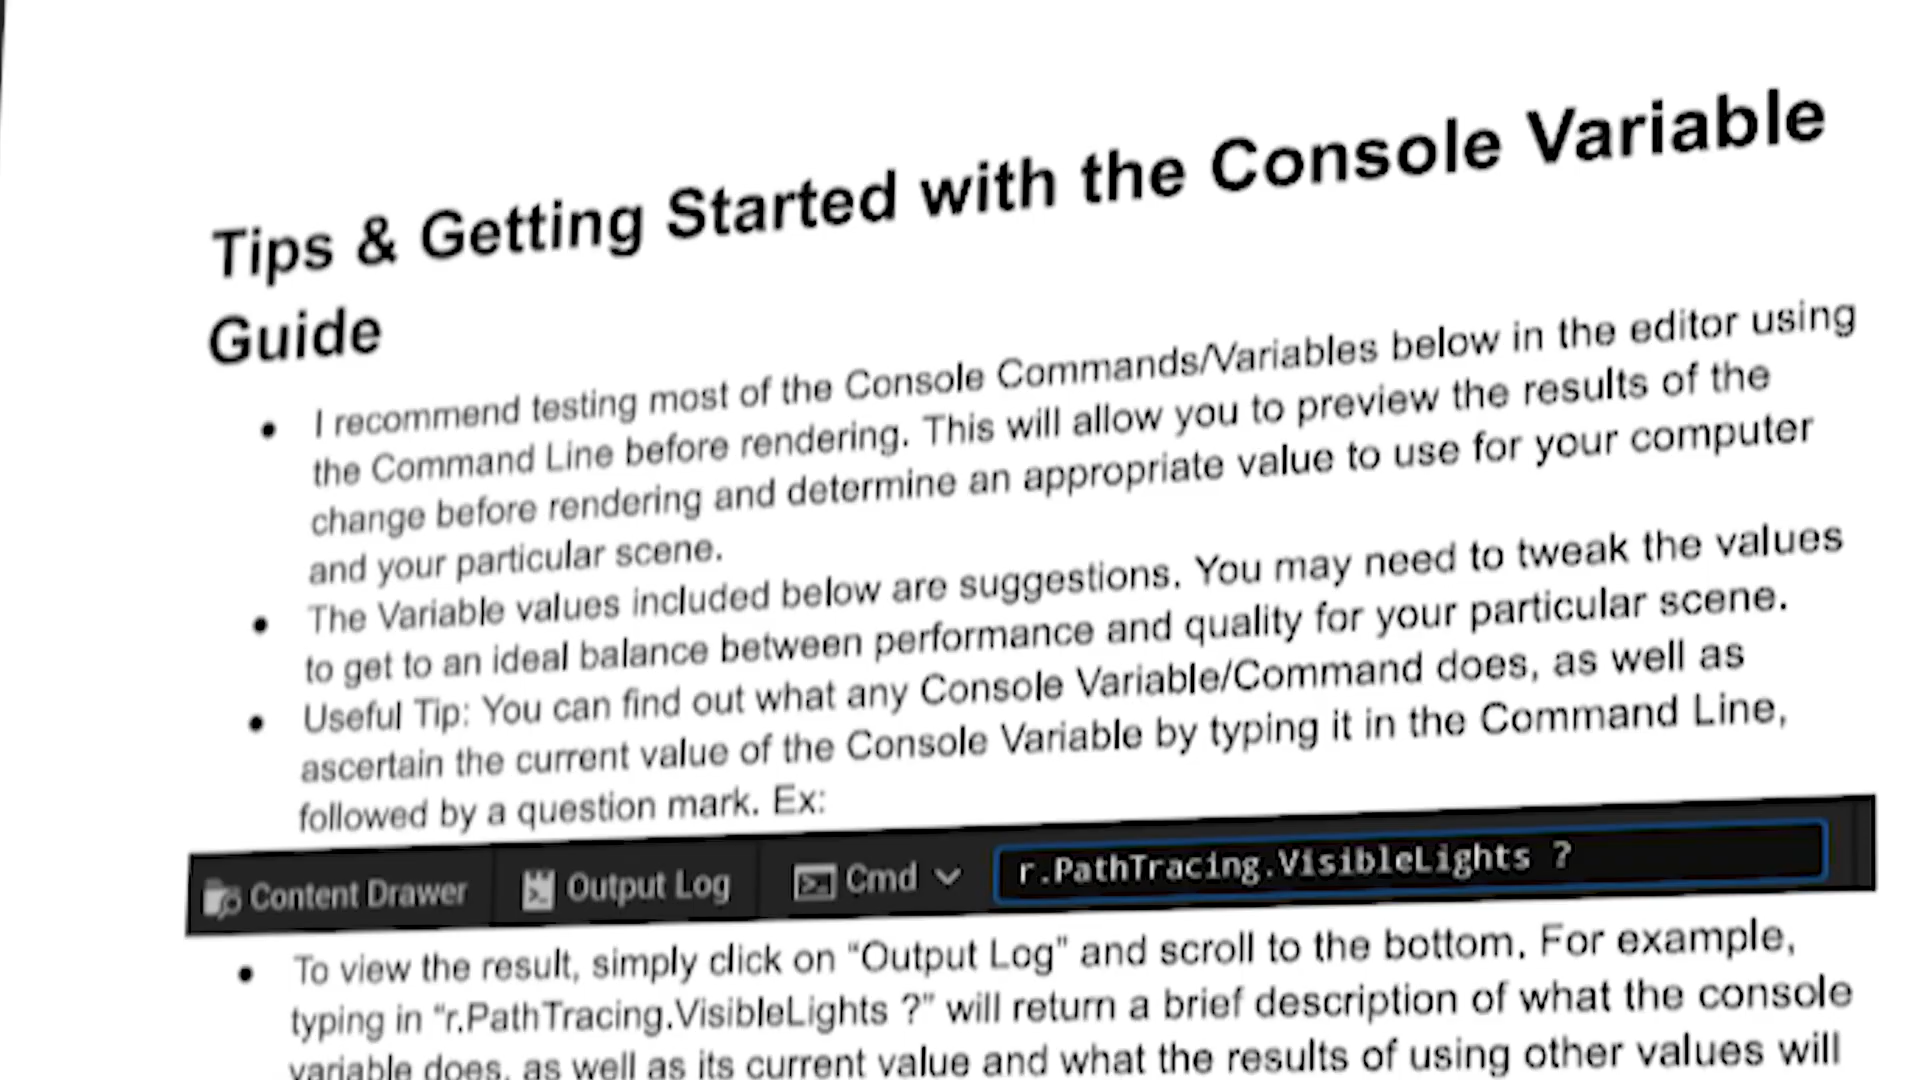 Tips & Getting Started with the Console Variable
Guide
• I recommend testing most of the Console Commands/Variables below in the editor using
the Command Line before rendering. This will allow you to preview the results of the
change before rendering and determine an appropriate value to use for your computer
and your particular scene.
• The Variable values included below are suggestions. You may need to tweak the values
to get to an ideal balance between performance and quality for your particular scene.
• Useful Tip: You can find out what any Console Variable/Command does, as well as
ascertain the current value of the Console Variable by typing it in the Command Line,
followed by a question mark. Ex:
Content Drawer Output Log Cmd r.PathTracing.VisibleLights ?
• To view the result, simply click on “Output Log” and scroll to the bottom. For example,
typing in “r.PathTracing.VisibleLights ?” will return a brief description of what the console
variable does, as well as its current value and what the results of using other values will